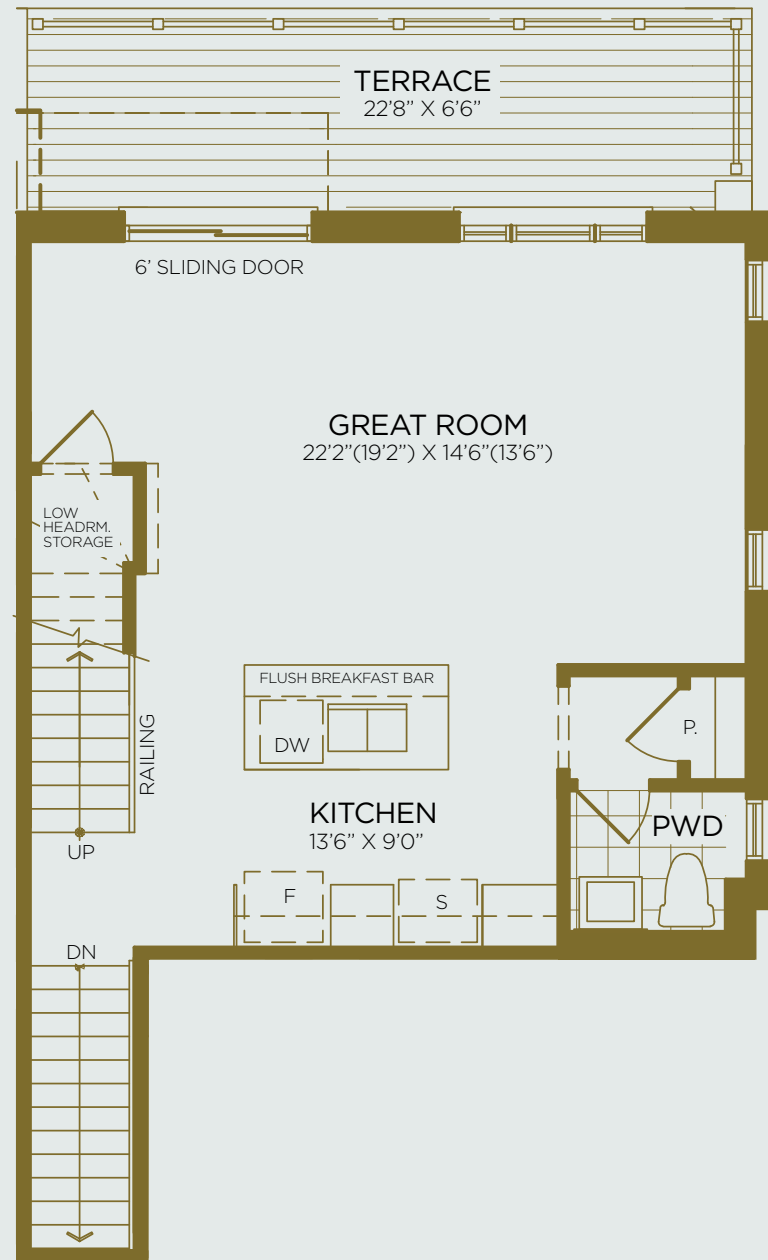 TERRACE
22'8” X 6'6”
6' SLIDING DOOR
GREAT ROOM
22'2”(19'2”) X 14'6”(13'6”)
LOW
HEADRM.
STORAGE
FLUSH BREAKFAST BAR
DW
RAILING
P.
KITCHEN
13'6” X 9'0”
PWD
UP
F
S
DN